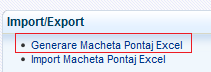 Import/Export
Generare Macheta Pontaj Excel
Import Macheta Pontaj Excel